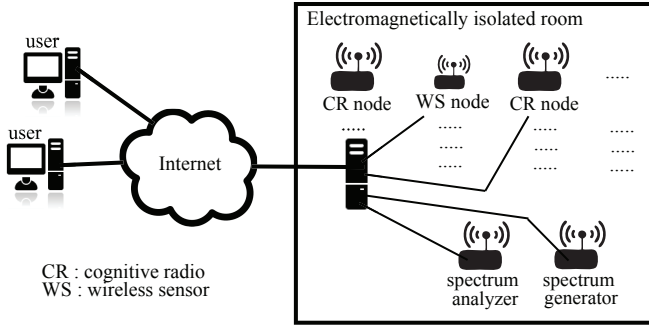 Electromagnetically isolated room
user
CR node
WS node
CR node
.....
.....
.....
.....
.....
user
.....
.....
.....
Internet
.....
.....
.....
CR : cognitive radio
WS : wireless sensor
spectrum
analyzer
spectrum
generator